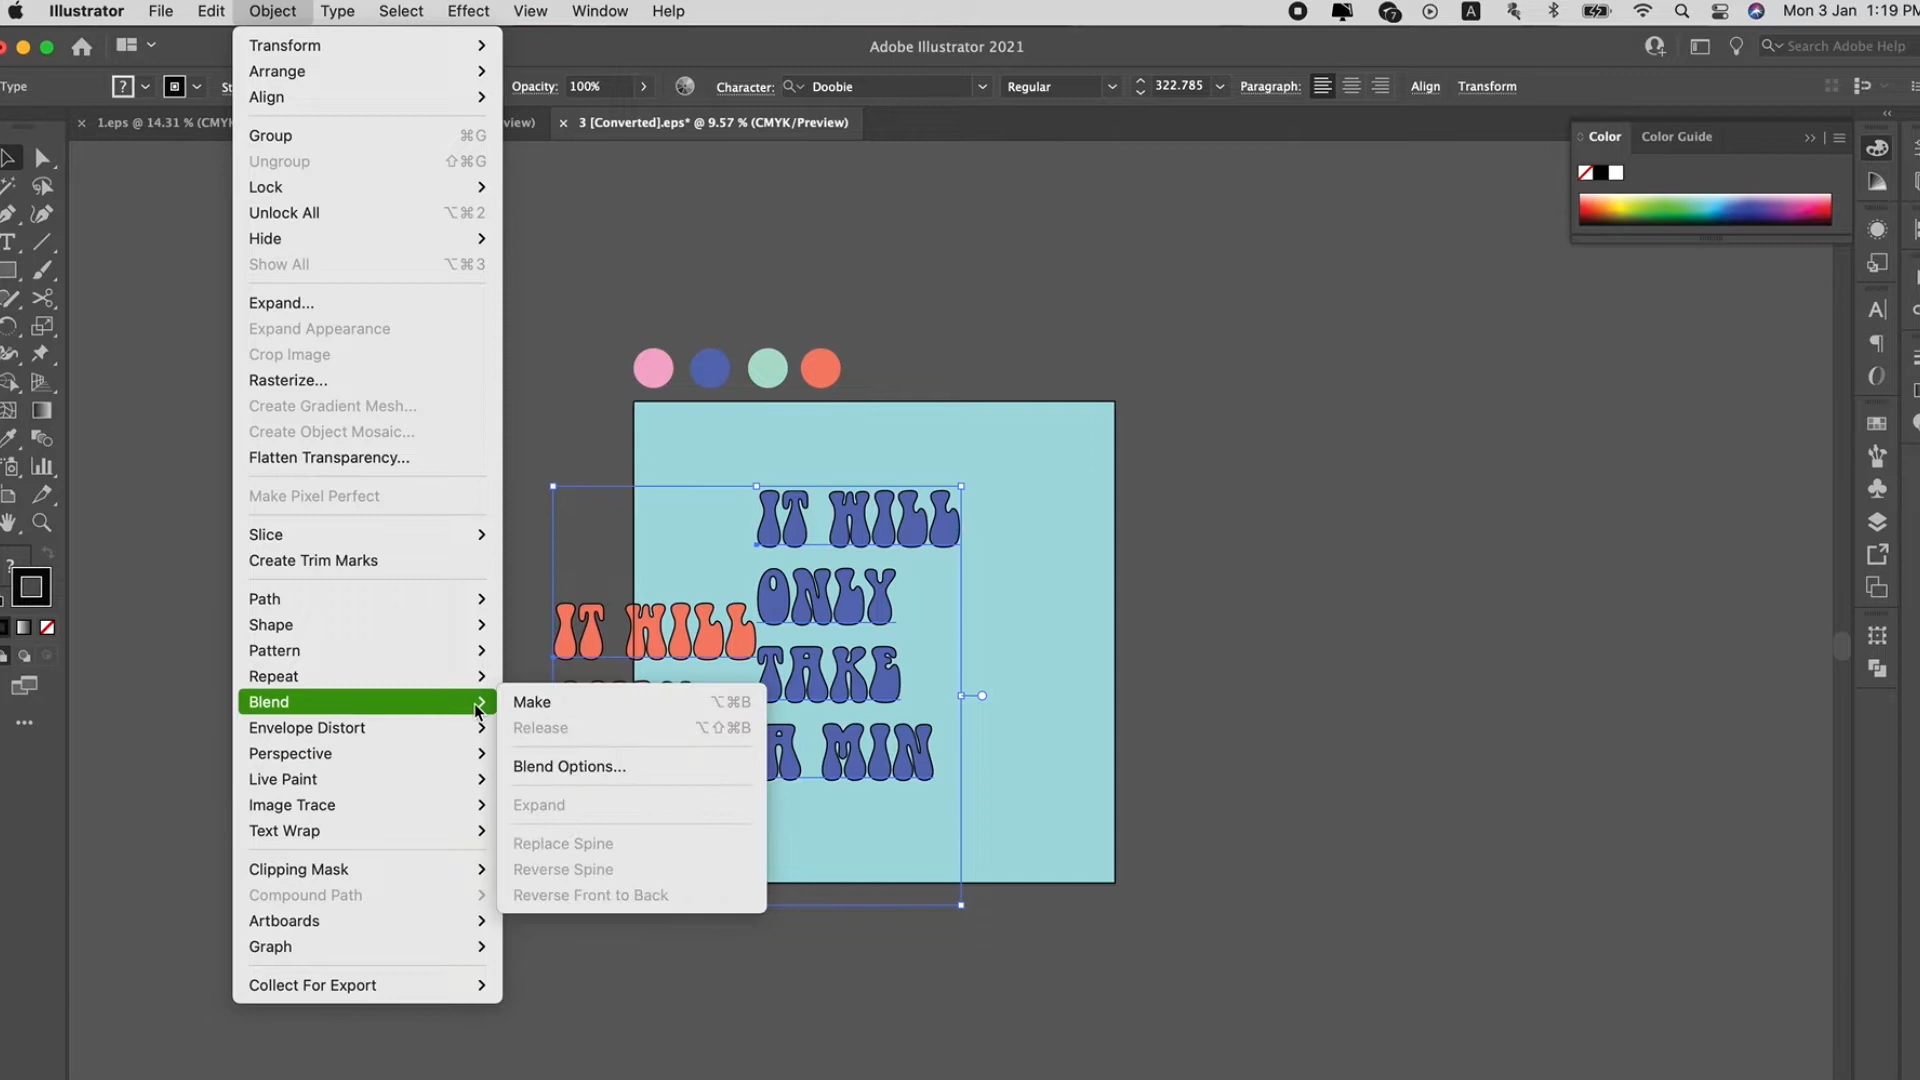 Illustrator File Edit Object Type Select Effect View Window Help
A Mon 3 Jan 1:19 PM
Adobe Illustrator 2021
Search Adobe Help
Type ? Opacity: 100% Character: Doobie Regular 322.785 Paragraph: Align Transform
1.eps @ 14.31 % (CMYK view) 3 [Converted].eps* @ 9.57 % (CMYK/Preview)
Color Color Guide
Transform
Arrange
Align
Group ⌘G
Ungroup ⇧⌘G
Lock
Unlock All ⌥⌘2
Hide
Show All ⌥⌘3
Expand...
Expand Appearance
Crop Image
Rasterize...
Create Gradient Mesh...
Create Object Mosaic...
Flatten Transparency...
Make Pixel Perfect
Slice
Create Trim Marks
Path
Shape
Pattern
Repeat
Blend
Envelope Distort
Perspective
Live Paint
Image Trace
Text Wrap
Clipping Mask
Compound Path
Artboards
Graph
Collect For Export
Make ⌥⌘B
Release ⌥⇧⌘B
Blend Options...
Expand
Replace Spine
Reverse Spine
Reverse Front to Back
IT WILL
ONLY
TAKE
A MIN
IT WILL